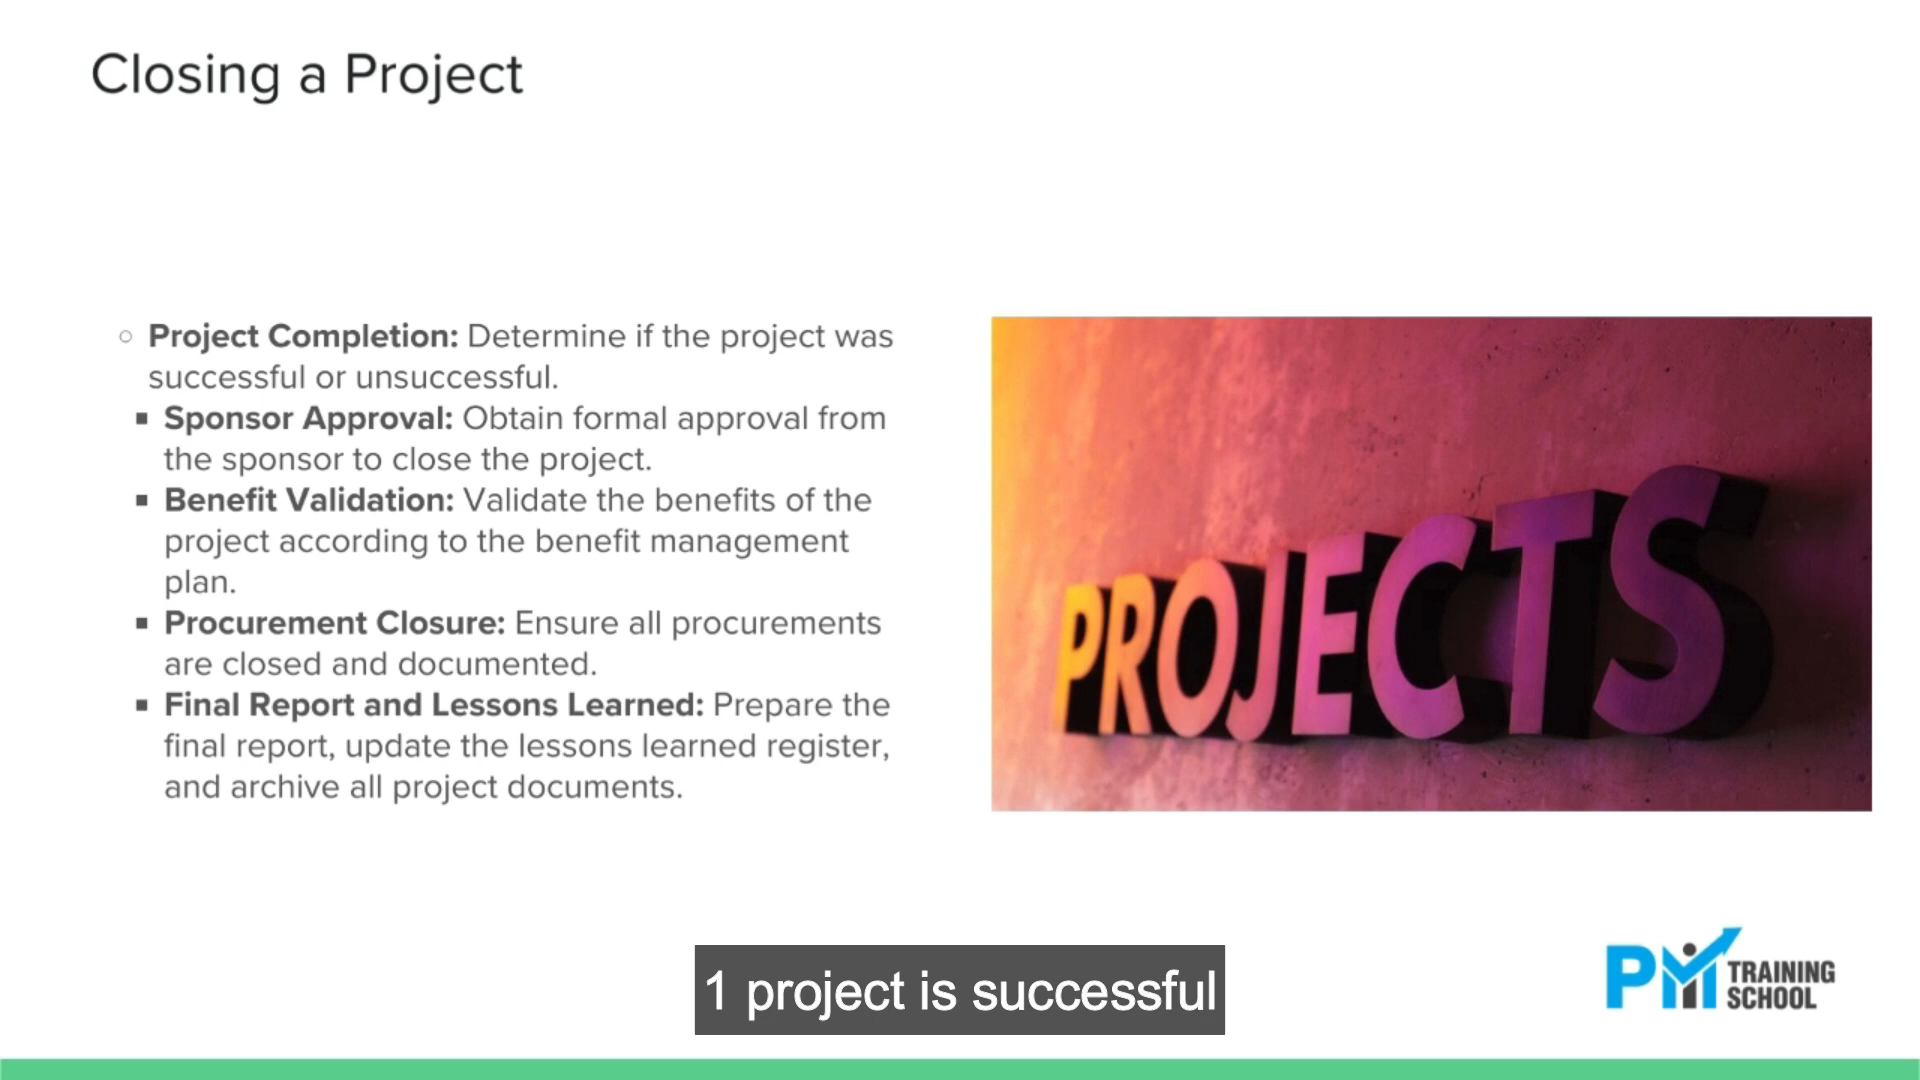 Closing a Project
○ Project Completion: Determine if the project was
successful or unsuccessful.
▪ Sponsor Approval: Obtain formal approval from
the sponsor to close the project.
▪ Benefit Validation: Validate the benefits of the
project according to the benefit management
plan.
▪ Procurement Closure: Ensure all procurements
are closed and documented.
▪ Final Report and Lessons Learned: Prepare the
final report, update the lessons learned register,
and archive all project documents.
PROJECTS
1 project is successful
PM TRAINING
SCHOOL